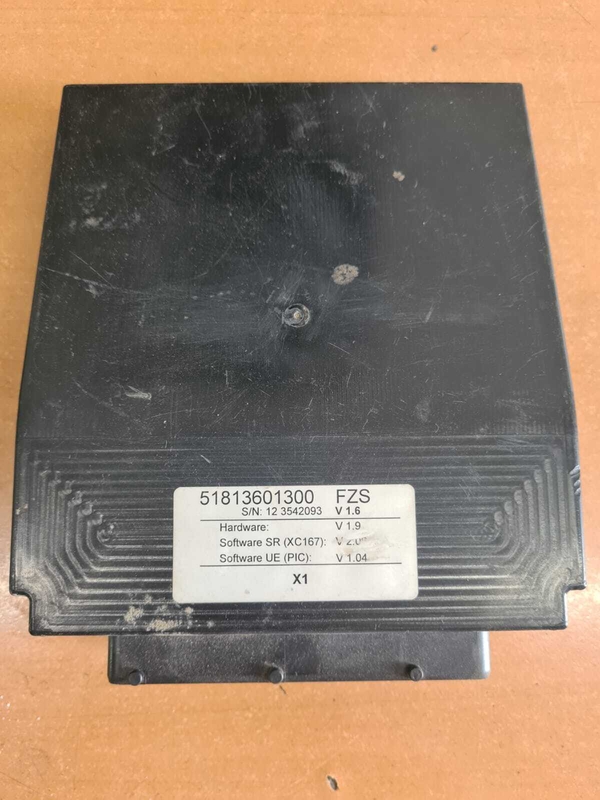 51813601300 FZS
S/N: 12 3542093 V 1.6
Hardware: V 1.9
Software SR (XC167):
Software UE (PIC): V 1.04
X1